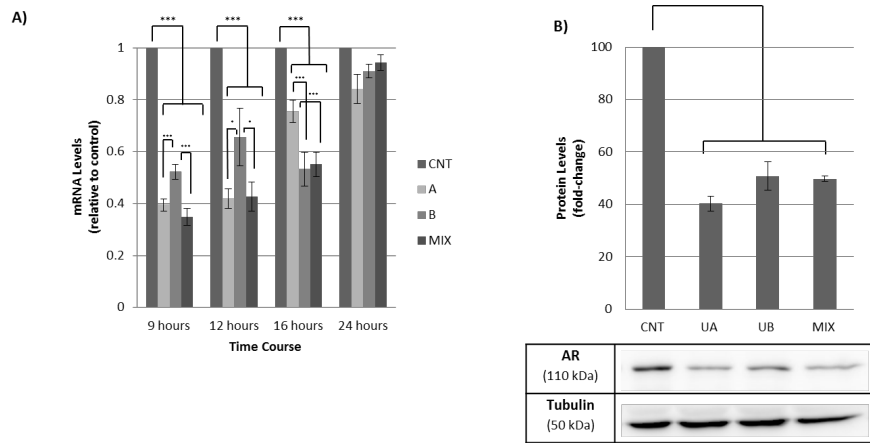 A)
***
***
***
1
0.8
0.6
0.4
0.2
0
mRNA Levels
(relative to control)
***
***
*
*
***
***
CNT
A
B
MIX
9 hours
12 hours
16 hours
24 hours
Time Course
B)
100
80
60
40
20
0
Protein Levels
(fold-change)
CNT
UA
UB
MIX
AR
(110 kDa)
Tubulin
(50 kDa)